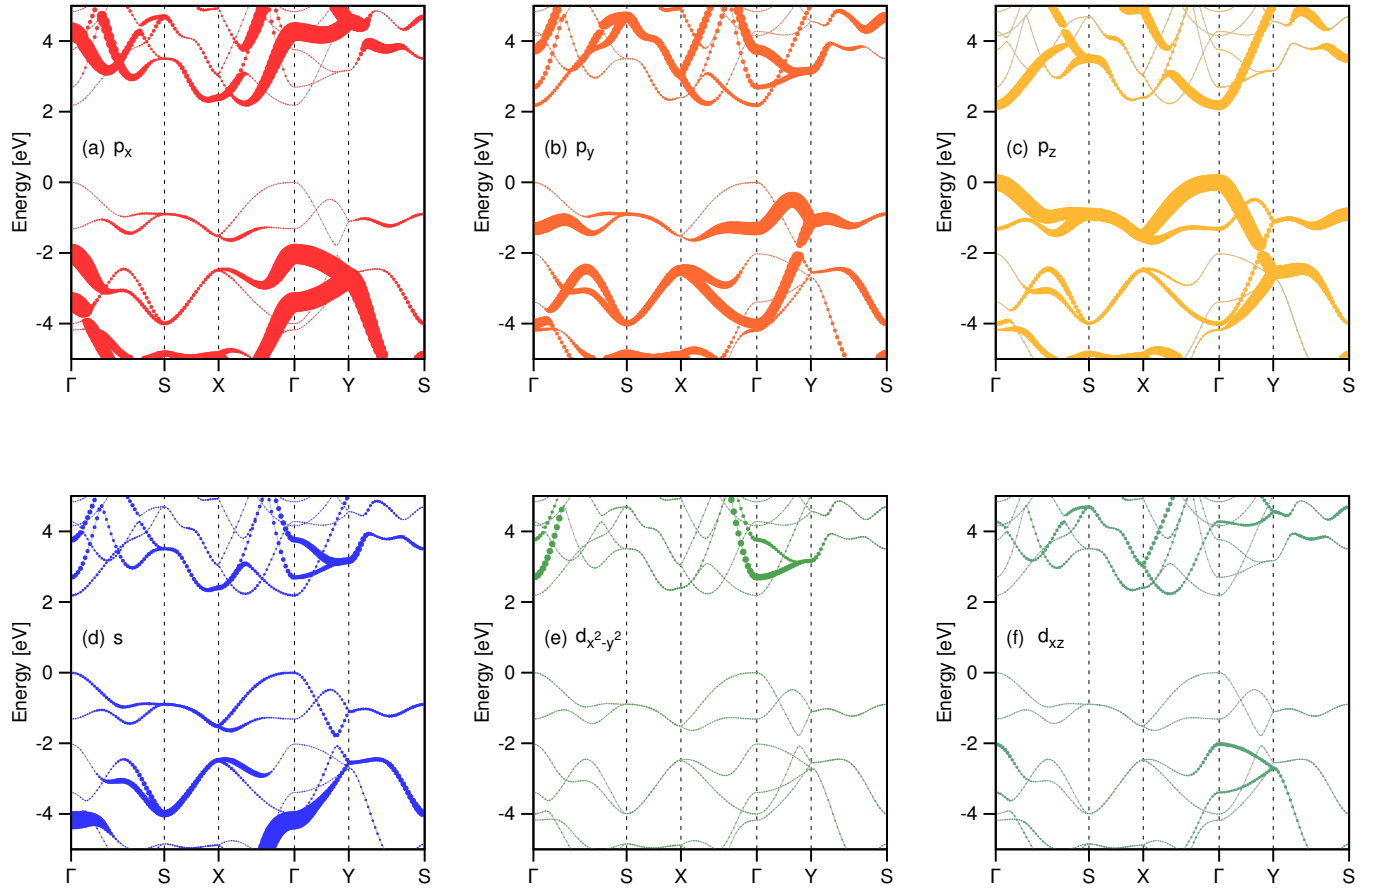 4 4 4
2 2 2
(a) pₓ (b) p_y (c) p_z
Energy [eV] Energy [eV] Energy [eV]
0 0 0
-2 -2 -2
-4 -4 -4
Γ S X Γ Y S Γ S X Γ Y S Γ S X Γ Y S
4 4 4
2 2 2
(d) s (e) d_x²-y² (f) d_xz
Energy [eV] Energy [eV] Energy [eV]
0 0 0
-2 -2 -2
-4 -4 -4
Γ S X Γ Y S Γ S X Γ Y S Γ S X Γ Y S